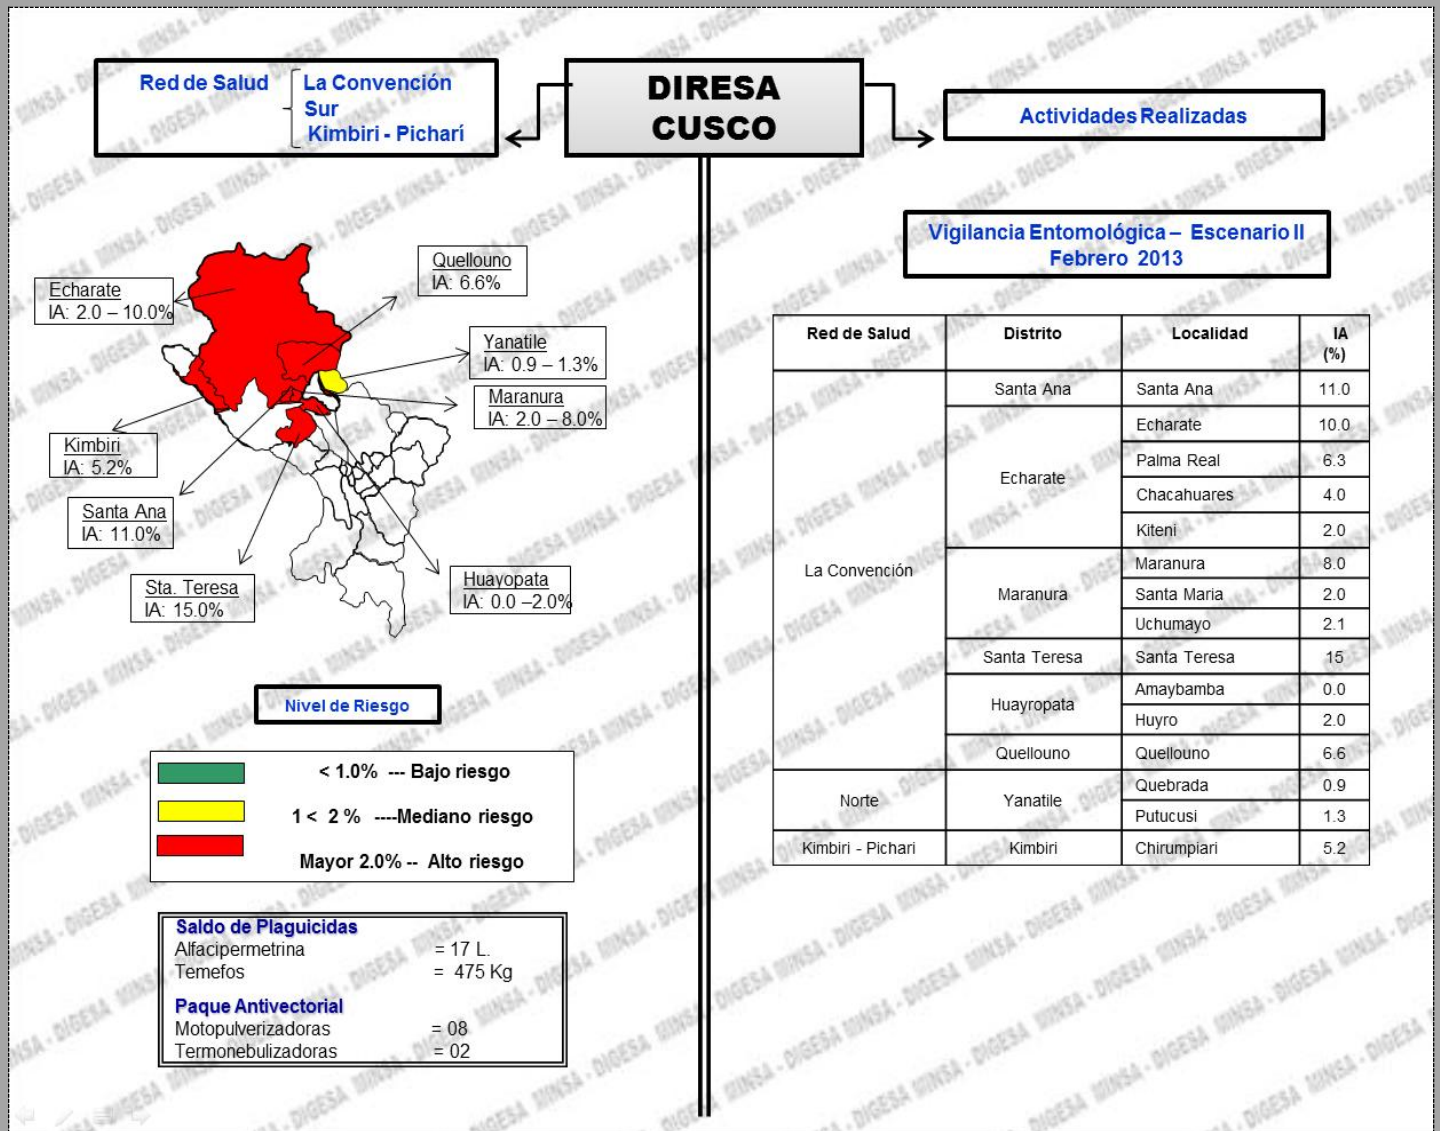 DIRESA
CUSCO
Red de Salud
La Convención
Sur
Kimbiri - Picharí
Actividades Realizadas
Vigilancia Entomológica – Escenario II
Febrero 2013
Echarate
IA: 2.0 – 10.0%
Quellouno
IA: 6.6%
Yanatile
IA: 0.9 – 1.3%
Maranura
IA: 2.0 – 8.0%
Kimbiri
IA: 5.2%
Santa Ana
IA: 11.0%
Sta. Teresa
IA: 15.0%
Huayopata
IA: 0.0 –2.0%
Nivel de Riesgo
< 1.0% --- Bajo riesgo
1 < 2 % ----Mediano riesgo
Mayor 2.0% -- Alto riesgo
Saldo de Plaguicidas
Alfacipermetrina = 17 L.
Temefos = 475 Kg
Paque Antivectorial
Motopulverizadoras = 08
Termonebulizadoras = 02
Red de Salud Distrito Localidad IA (%)
La Convención
Santa Ana Santa Ana 11.0
Echarate
Echarate 10.0
Palma Real 6.3
Chacahuares 4.0
Kiteni 2.0
Maranura
Maranura 8.0
Santa Maria 2.0
Uchumayo 2.1
Santa Teresa Santa Teresa 15
Huayropata
Amaybamba 0.0
Huyro 2.0
Quellouno Quellouno 6.6
Norte Yanatile
Quebrada 0.9
Putucusi 1.3
Kimbiri - Pichari Kimbiri Chirumpiari 5.2
MINSA - DIGESA